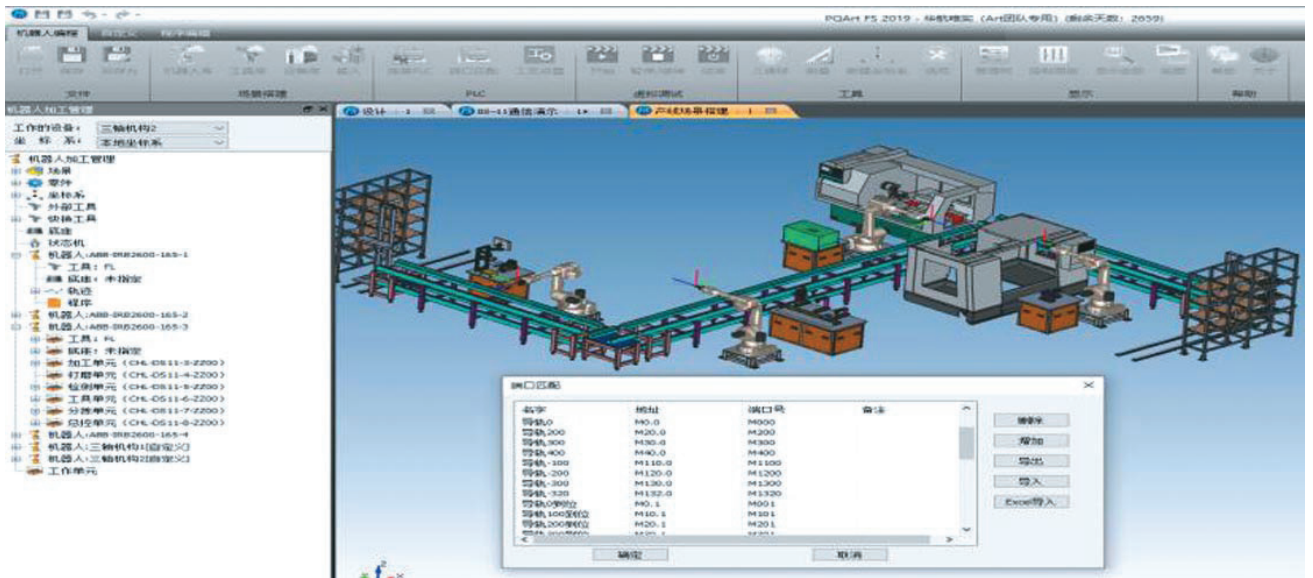 PQArt FS 2019 - 华航唯实 (Art团队专用) (剩余天数: 2659)
机器人编程 自定义 程序编辑
文件 场景搭建 PLC 虚拟调试 工具 显示 帮助
机器人加工管理
设计 : 1
产线场景搭建 : 1
工作的设备: 三轴机构2
坐 标 系: 本地坐标系
机器人加工管理
场景
零件
坐标系
外部工具
快换工具
底座
状态机
机器人:ABB-IRB2600-165-1
工具: FL
底座: 未指定
轨迹
程序
机器人:ABB-IRB2600-165-2
机器人:ABB-IRB2600-165-3
工具: FL
底座: 未指定
加工单元 (CHL-DS11-3-ZZ00)
打磨单元 (CHL-DS11-4-ZZ00)
检测单元 (CHL-DS11-5-ZZ00)
工具单元 (CHL-DS11-6-ZZ00)
分拣单元 (CHL-DS11-7-ZZ00)
总控单元 (CHL-DS11-8-ZZ00)
机器人:ABB-IRB2600-165-4
机器人:三轴机构1[自定义]
机器人:三轴机构2[自定义]
工作单元
端口匹配
名字 地址 端口号 备注
导轨0 M0.0 M000
导轨200 M20.0 M200
导轨300 M30.0 M300
导轨400 M40.0 M400
导轨-100 M110.0 M1100
导轨-200 M120.0 M1200
导轨-300 M130.0 M1300
导轨-320 M132.0 M1320
导轨0到位 M0.1 M001
导轨100到位 M10.1 M101
导轨200到位 M20.1 M201
删除
增加
导出
导入
Excel导入
确定 取消